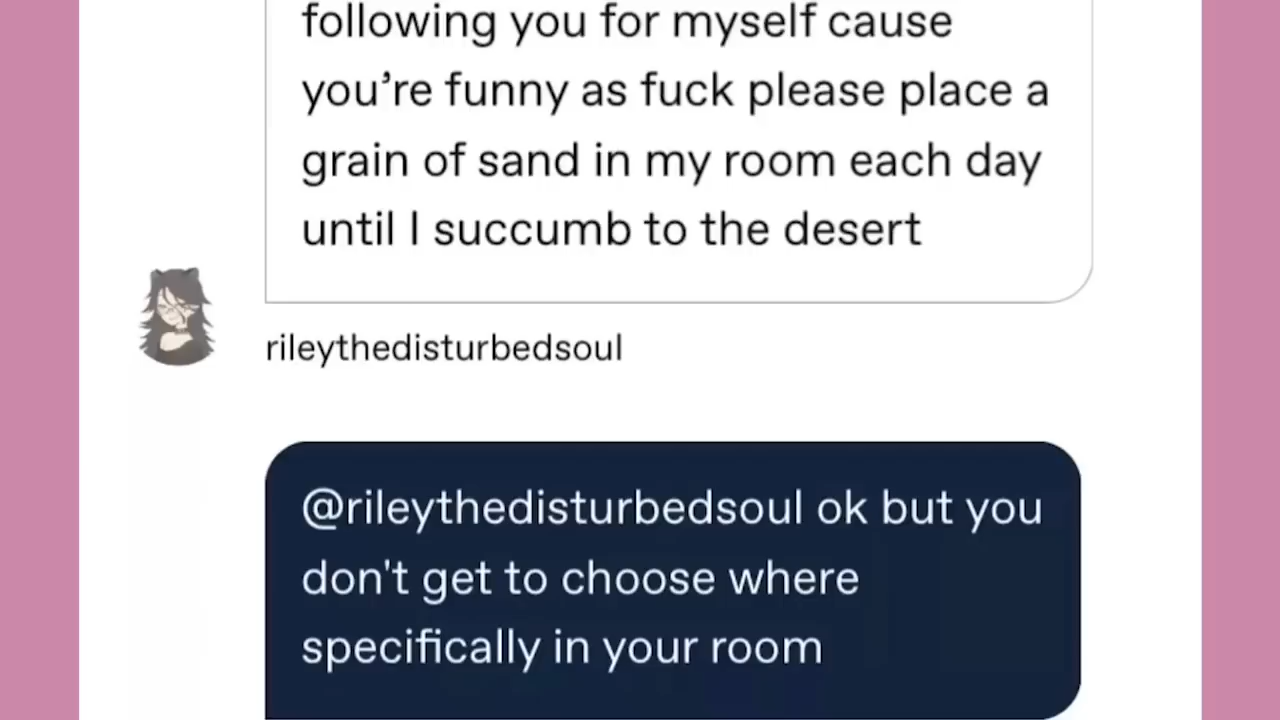 following you for myself cause
you’re funny as fuck please place a
grain of sand in my room each day
until I succumb to the desert
rileythedisturbedsoul
@rileythedisturbedsoul ok but you
don't get to choose where
specifically in your room